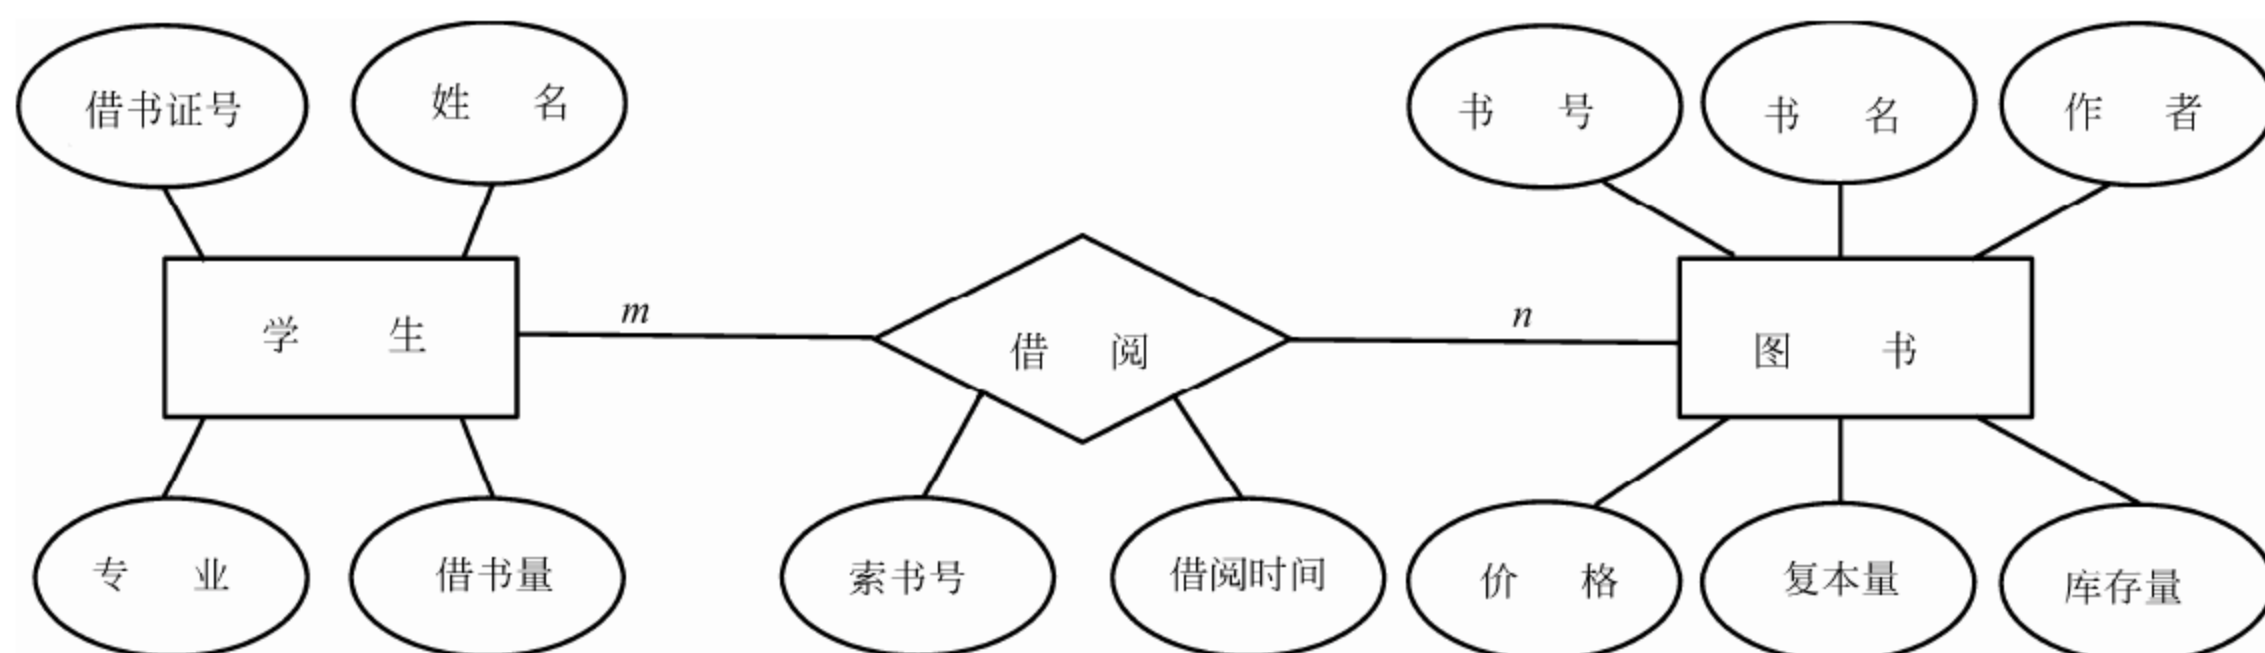 借书证号
姓 名
书 号
书 名
作 者
m
n
学 生
借 阅
图 书
专 业
借书量
索书号
借阅时间
价 格
复本量
库存量